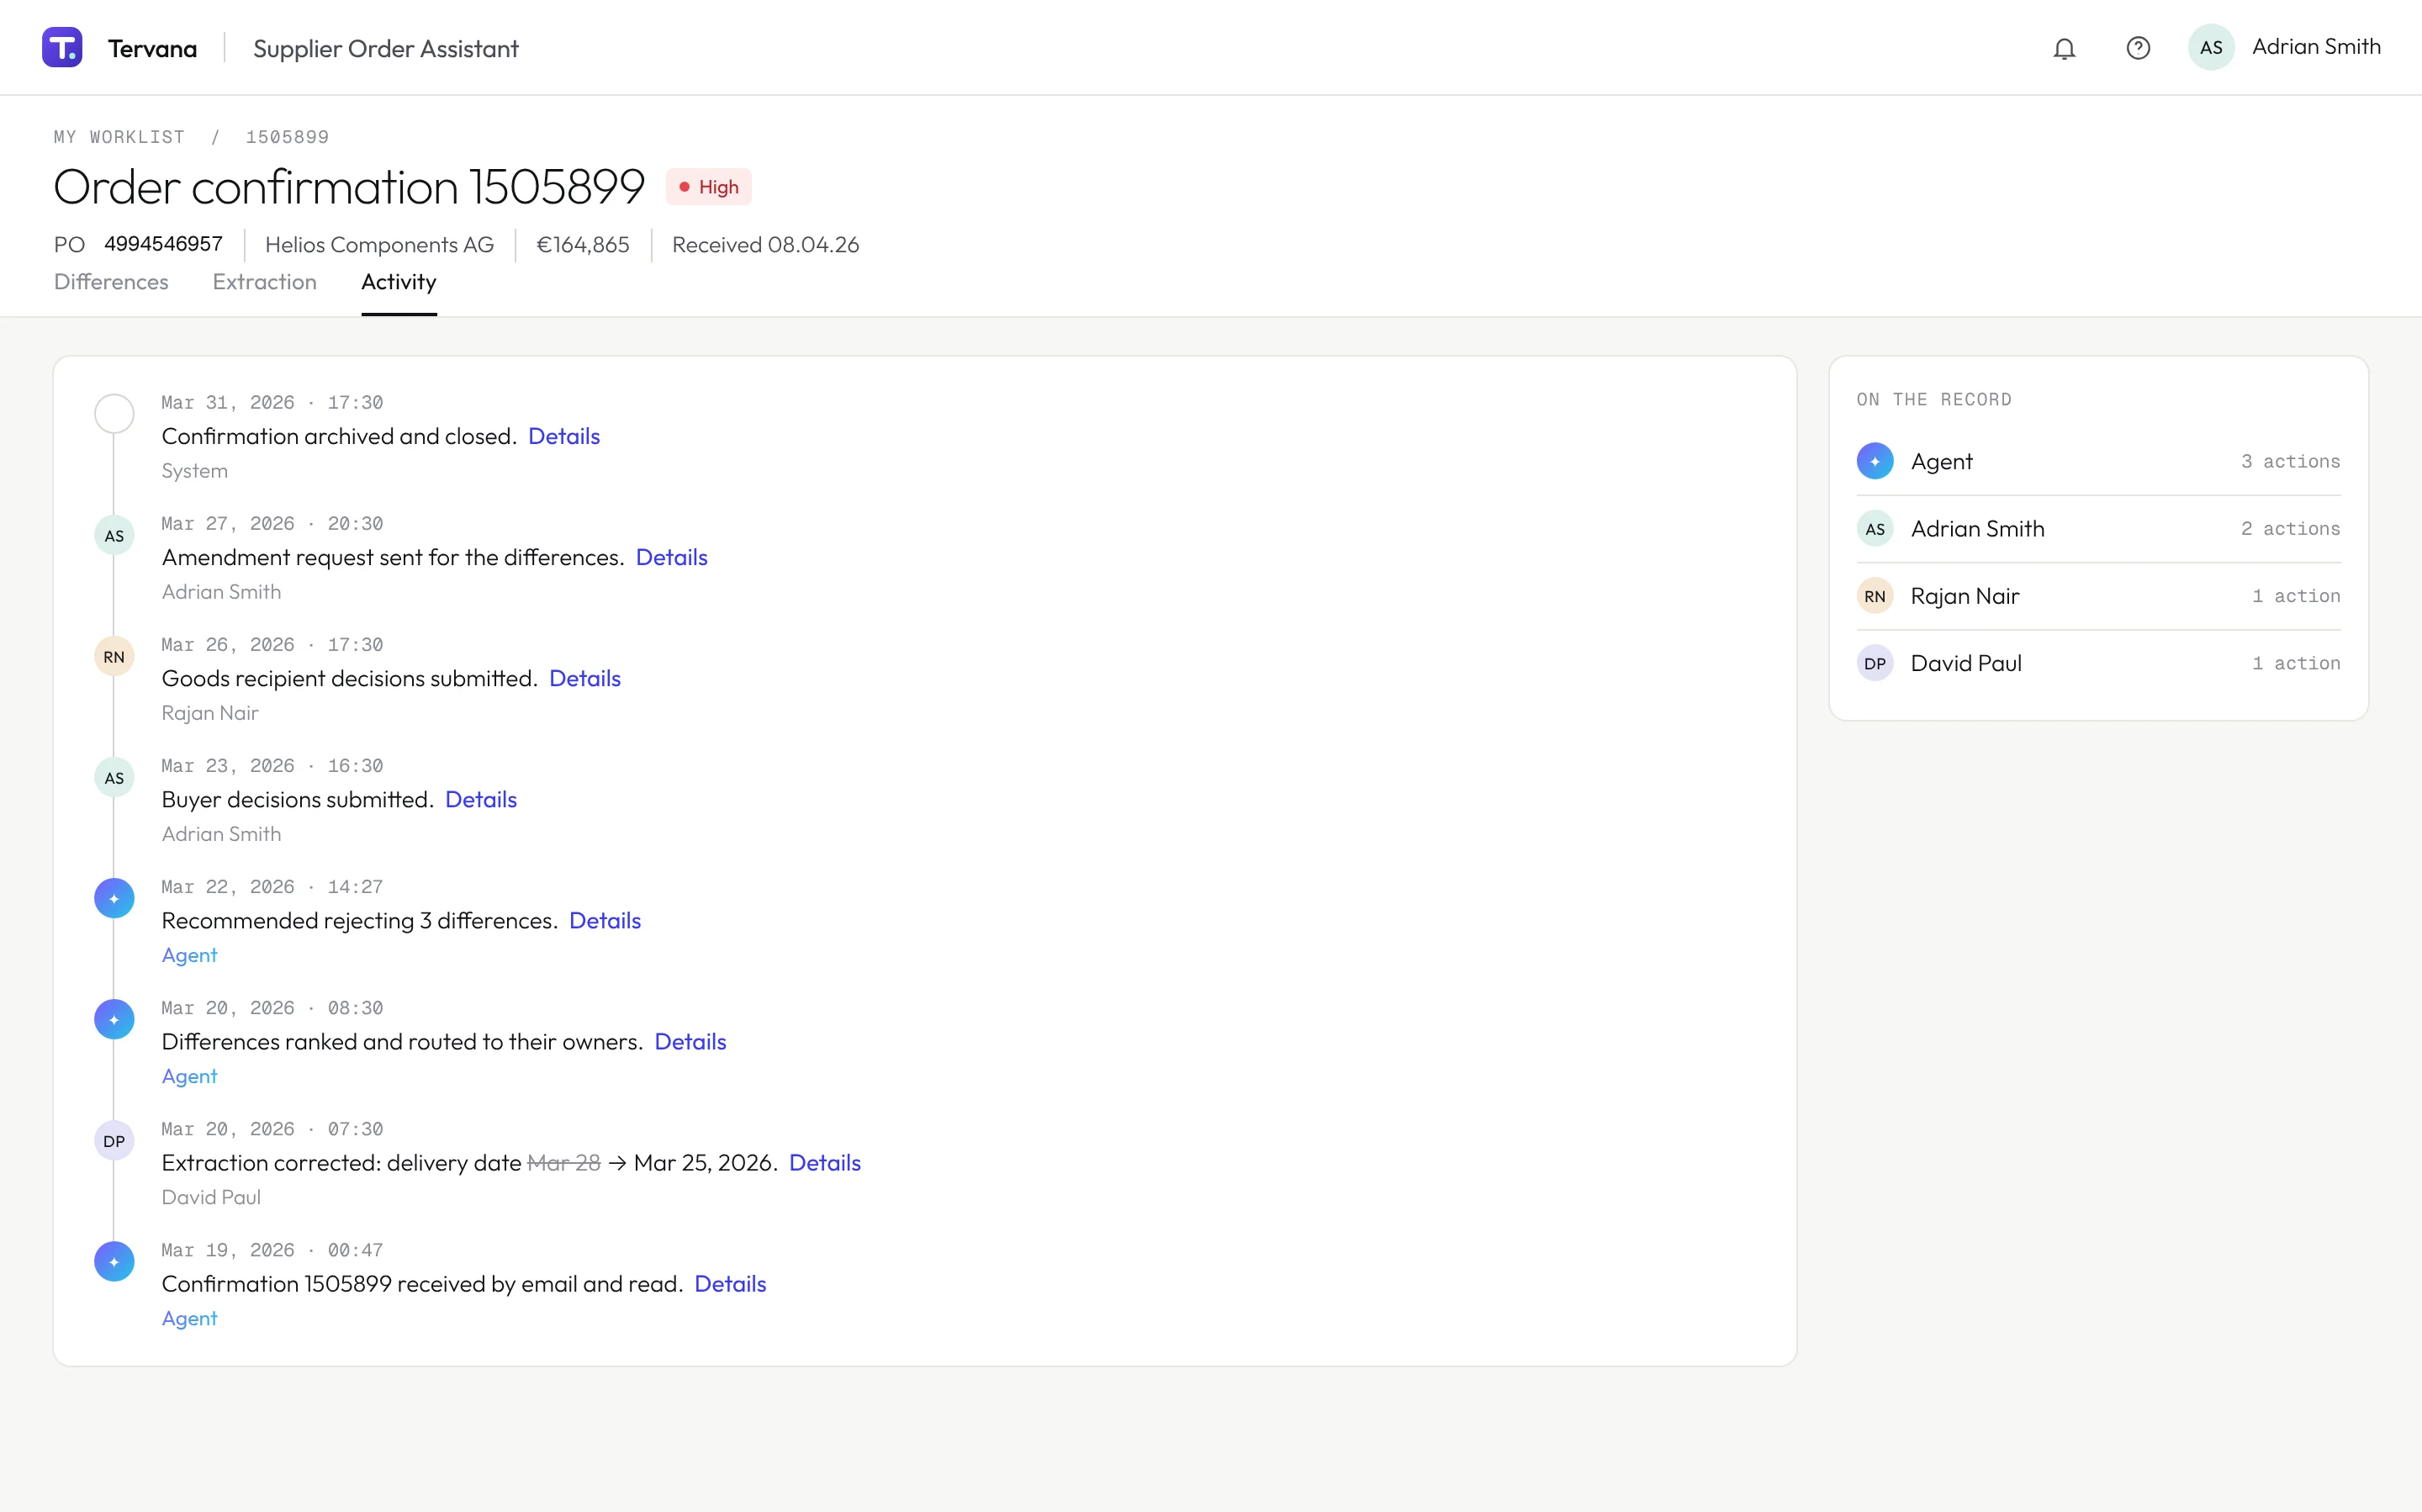 T. Tervana Supplier Order Assistant AS Adrian Smith
MY WORKLIST / 1505899
Order confirmation 1505899 High
PO 4994546957 Helios Components AG €164,865 Received 08.04.26
Differences Extraction Activity
Mar 31, 2026 · 17:30
Confirmation archived and closed. Details
System
AS Mar 27, 2026 · 20:30
Amendment request sent for the differences. Details
Adrian Smith
RN Mar 26, 2026 · 17:30
Goods recipient decisions submitted. Details
Rajan Nair
AS Mar 23, 2026 · 16:30
Buyer decisions submitted. Details
Adrian Smith
Mar 22, 2026 · 14:27
Recommended rejecting 3 differences. Details
Agent
Mar 20, 2026 · 08:30
Differences ranked and routed to their owners. Details
Agent
DP Mar 20, 2026 · 07:30
Extraction corrected: delivery date Mar 28 → Mar 25, 2026. Details
David Paul
Mar 19, 2026 · 00:47
Confirmation 1505899 received by email and read. Details
Agent
ON THE RECORD
Agent 3 actions
AS Adrian Smith 2 actions
RN Rajan Nair 1 action
DP David Paul 1 action